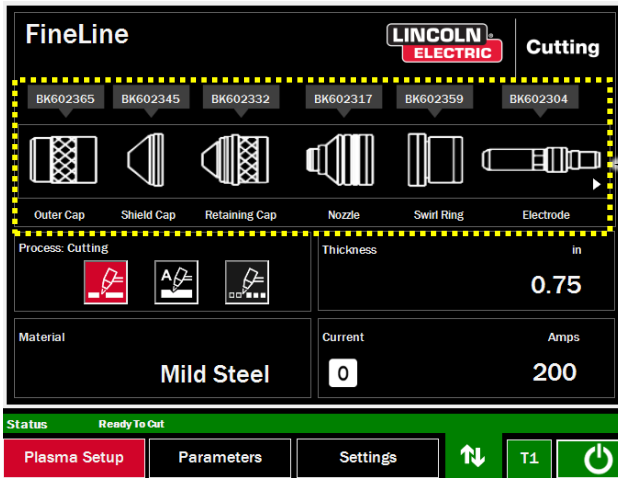 FineLine
LINCOLN ELECTRIC
Cutting
BK602365 BK602345 BK602332 BK602317 BK602359 BK602304
Outer Cap Shield Cap Retaining Cap Nozzle Swirl Ring Electrode
Process: Cutting
A
Thickness in
0.75
Material
Mild Steel
Current Amps
O 200
Status Ready To Cut
Plasma Setup Parameters Settings T1